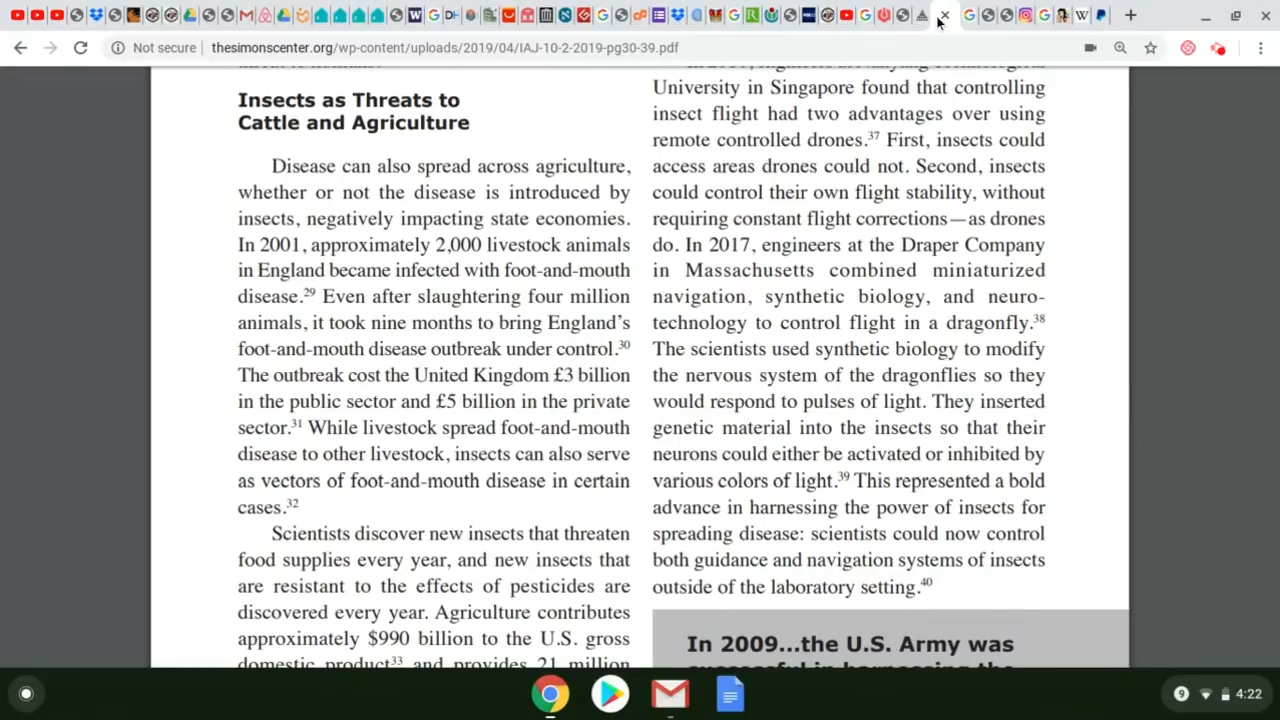 Not secure | thesimonscenter.org/wp-content/uploads/2019/04/IAJ-10-2-2019-pg30-39.pdf
Insects as Threats to
Cattle and Agriculture
Disease can also spread across agriculture,
whether or not the disease is introduced by
insects, negatively impacting state economies.
In 2001, approximately 2,000 livestock animals
in England became infected with foot-and-mouth
disease.29 Even after slaughtering four million
animals, it took nine months to bring England's
foot-and-mouth disease outbreak under control.30
The outbreak cost the United Kingdom £3 billion
in the public sector and £5 billion in the private
sector.31 While livestock spread foot-and-mouth
disease to other livestock, insects can also serve
as vectors of foot-and-mouth disease in certain
cases.32
Scientists discover new insects that threaten
food supplies every year, and new insects that
are resistant to the effects of pesticides are
discovered every year. Agriculture contributes
approximately $990 billion to the U.S. gross
domestic product33 and provides 21 million
University in Singapore found that controlling
insect flight had two advantages over using
remote controlled drones.37 First, insects could
access areas drones could not. Second, insects
could control their own flight stability, without
requiring constant flight corrections—as drones
do. In 2017, engineers at the Draper Company
in Massachusetts combined miniaturized
navigation, synthetic biology, and neuro-
technology to control flight in a dragonfly.38
The scientists used synthetic biology to modify
the nervous system of the dragonflies so they
would respond to pulses of light. They inserted
genetic material into the insects so that their
neurons could either be activated or inhibited by
various colors of light.39 This represented a bold
advance in harnessing the power of insects for
spreading disease: scientists could now control
both guidance and navigation systems of insects
outside of the laboratory setting.40
In 2009...the U.S. Army was
successful in harnessing the
9
4:22